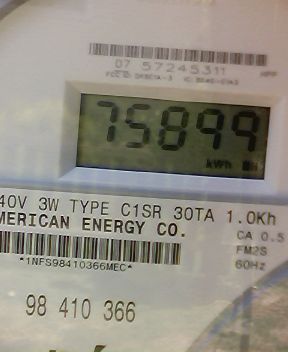 07 57245311
75899
kWh
40V 3W TYPE C1SR 30TA 1.0Kh
MERICAN ENERGY CO.
CA 0.5
FM2S
60Hz
*1NFS98410366MEC*
98 410 366